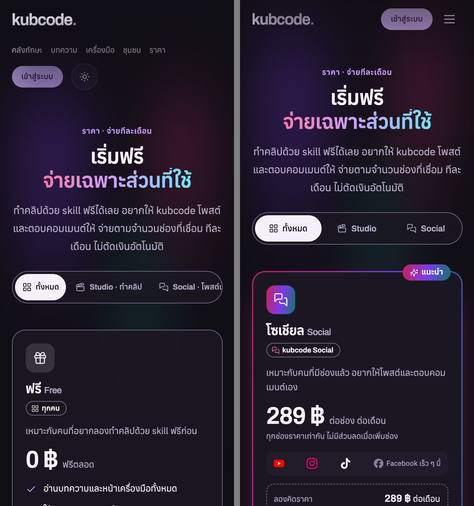 kubcode.
คลังทักษะ บทความ เครื่องมือ ชุมชน ราคา
เข้าสู่ระบบ
ราคา · จ่ายทีละเดือน
เริ่มฟรี
จ่ายเฉพาะส่วนที่ใช้
ทำคลิปด้วย skill ฟรีได้เลย อยากให้ kubcode โพสต์
และตอบคอมเมนต์ให้ จ่ายตามจำนวนช่องที่เชื่อม ทีละ
เดือน ไม่ตัดเงินอัตโนมัติ
ทั้งหมด Studio · ทำคลิป Social · โพสต์แ
ฟรี Free
ทุกคน
เหมาะกับคนที่อยากลองทำคลิปด้วย skill ฟรีก่อน
0 ฿ ฟรีตลอด
อ่านบทความและหน้าเครื่องมือทั้งหมด
kubcode.
เข้าสู่ระบบ
ราคา · จ่ายทีละเดือน
เริ่มฟรี
จ่ายเฉพาะส่วนที่ใช้
ทำคลิปด้วย skill ฟรีได้เลย อยากให้ kubcode โพสต์
และตอบคอมเมนต์ให้ จ่ายตามจำนวนช่องที่เชื่อม ทีละ
เดือน ไม่ตัดเงินอัตโนมัติ
ทั้งหมด Studio Social
แนะนำ
โซเชียล Social
kubcode Social
เหมาะกับคนที่มีช่องแล้ว อยากให้โพสต์และตอบคอม
เมนต์เอง
289 ฿ ต่อช่อง ต่อเดือน
ทุกช่องราคาเท่ากัน ไม่มีส่วนลดเมื่อเพิ่มช่อง
Facebook เร็ว ๆ นี้
ลองคิดราคา 289 ฿ ต่อเดือน